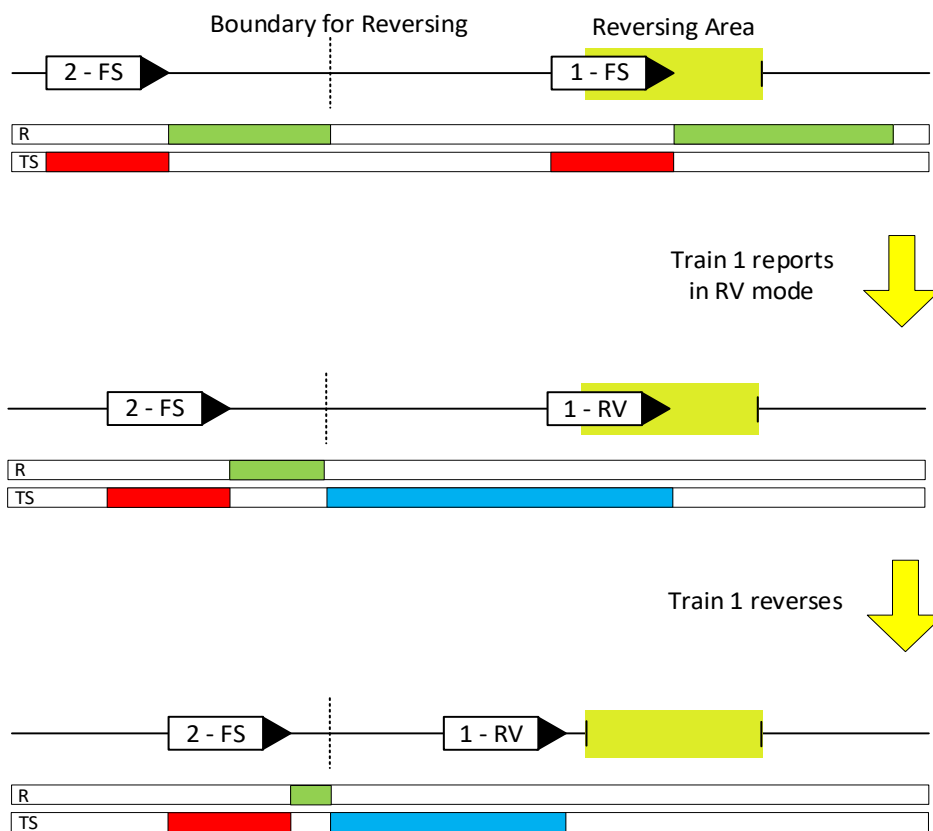 Boundary for Reversing
Reversing Area
2 - FS
1 - FS
R
TS
Train 1 reports
in RV mode
2 - FS
1 - RV
R
TS
Train 1 reverses
2 - FS
1 - RV
R
TS